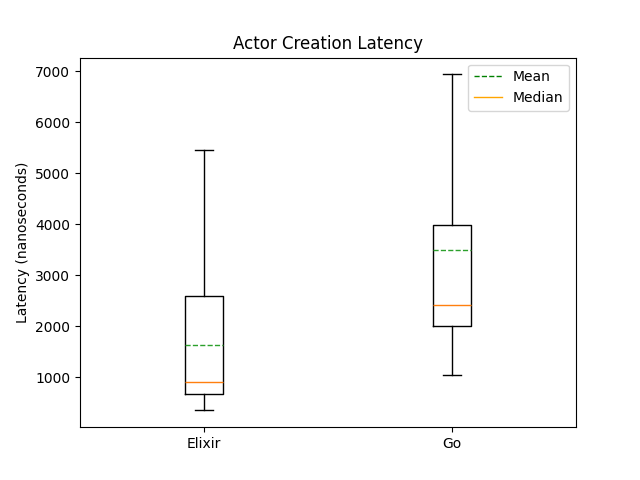 Actor Creation Latency
Latency (nanoseconds)
7000
6000
5000
4000
3000
2000
1000
Mean
Median
Elixir
Go